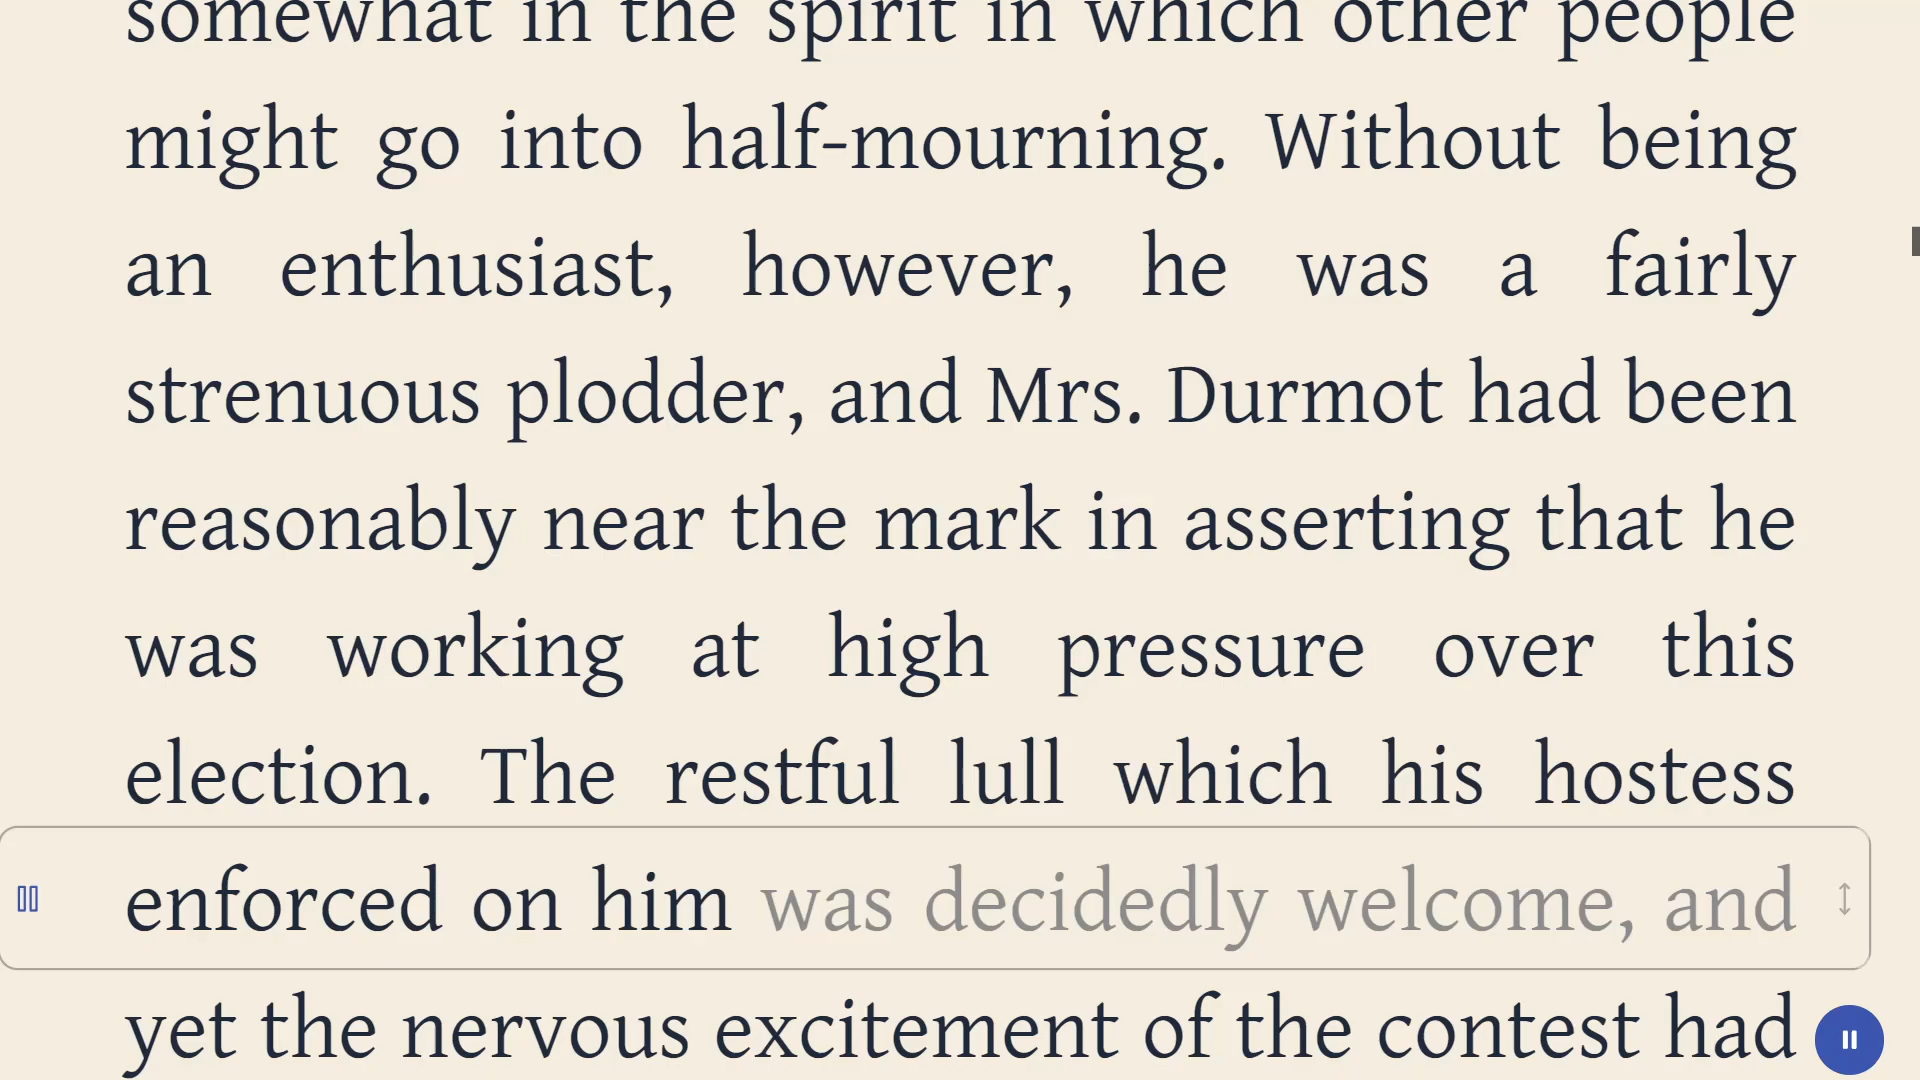 somewhat in the spirit in which other people
might go into half-mourning. Without being
an enthusiast, however, he was a fairly
strenuous plodder, and Mrs. Durmot had been
reasonably near the mark in asserting that he
was working at high pressure over this
election. The restful lull which his hostess
enforced on him was decidedly welcome, and
yet the nervous excitement of the contest had